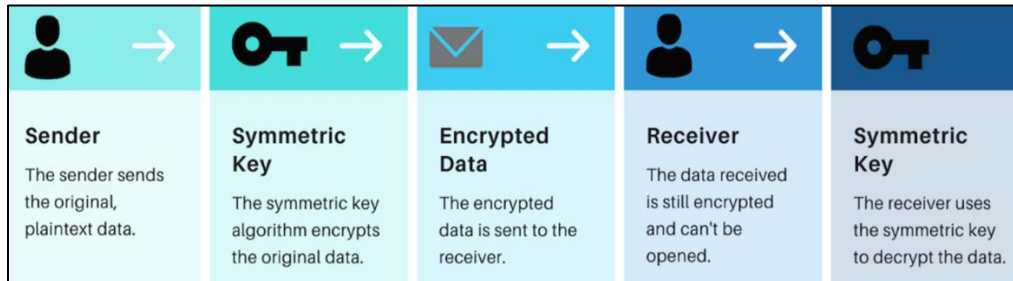 Sender
The sender sends
the original,
plaintext data.
Symmetric
Key
The symmetric key
algorithm encrypts
the original data.
Encrypted
Data
The encrypted
data is sent to the
receiver.
Receiver
The data received
is still encrypted
and can't be
opened.
Symmetric
Key
The receiver uses
the symmetric key
to decrypt the data.